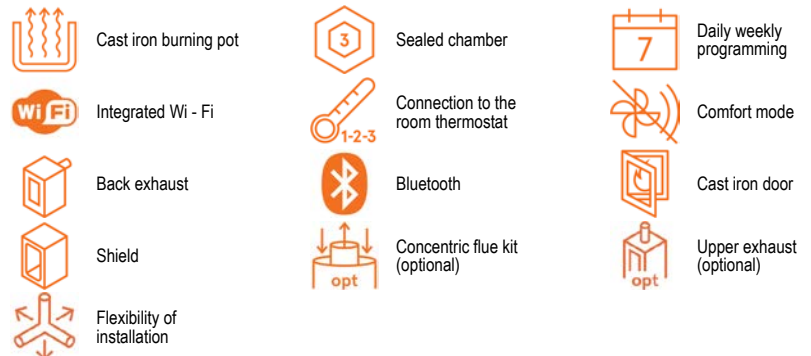 Cast iron burning pot
3
Sealed chamber
7
Daily weekly
programming
Wi Fi
Integrated Wi - Fi
1-2-3
Connection to the
room thermostat
Comfort mode
Back exhaust
Bluetooth
Cast iron door
Shield
opt
Concentric flue kit
(optional)
opt
Upper exhaust
(optional)
Flexibility of
installation